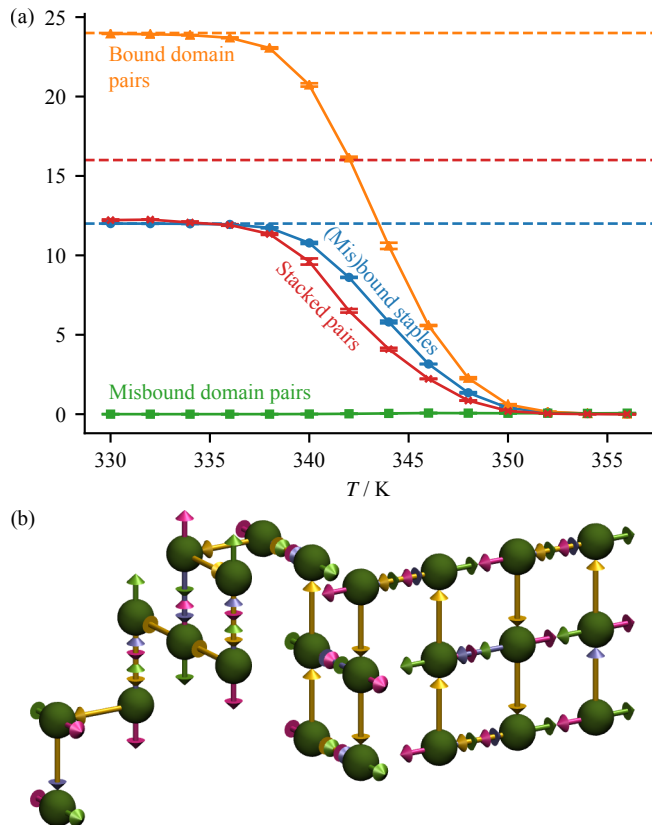 (a)
25
20
15
10
5
0
Bound domain
pairs
(Mis)bound staples
Stacked pairs
Misbound domain pairs
330
335
340
345
350
355
T / K
(b)